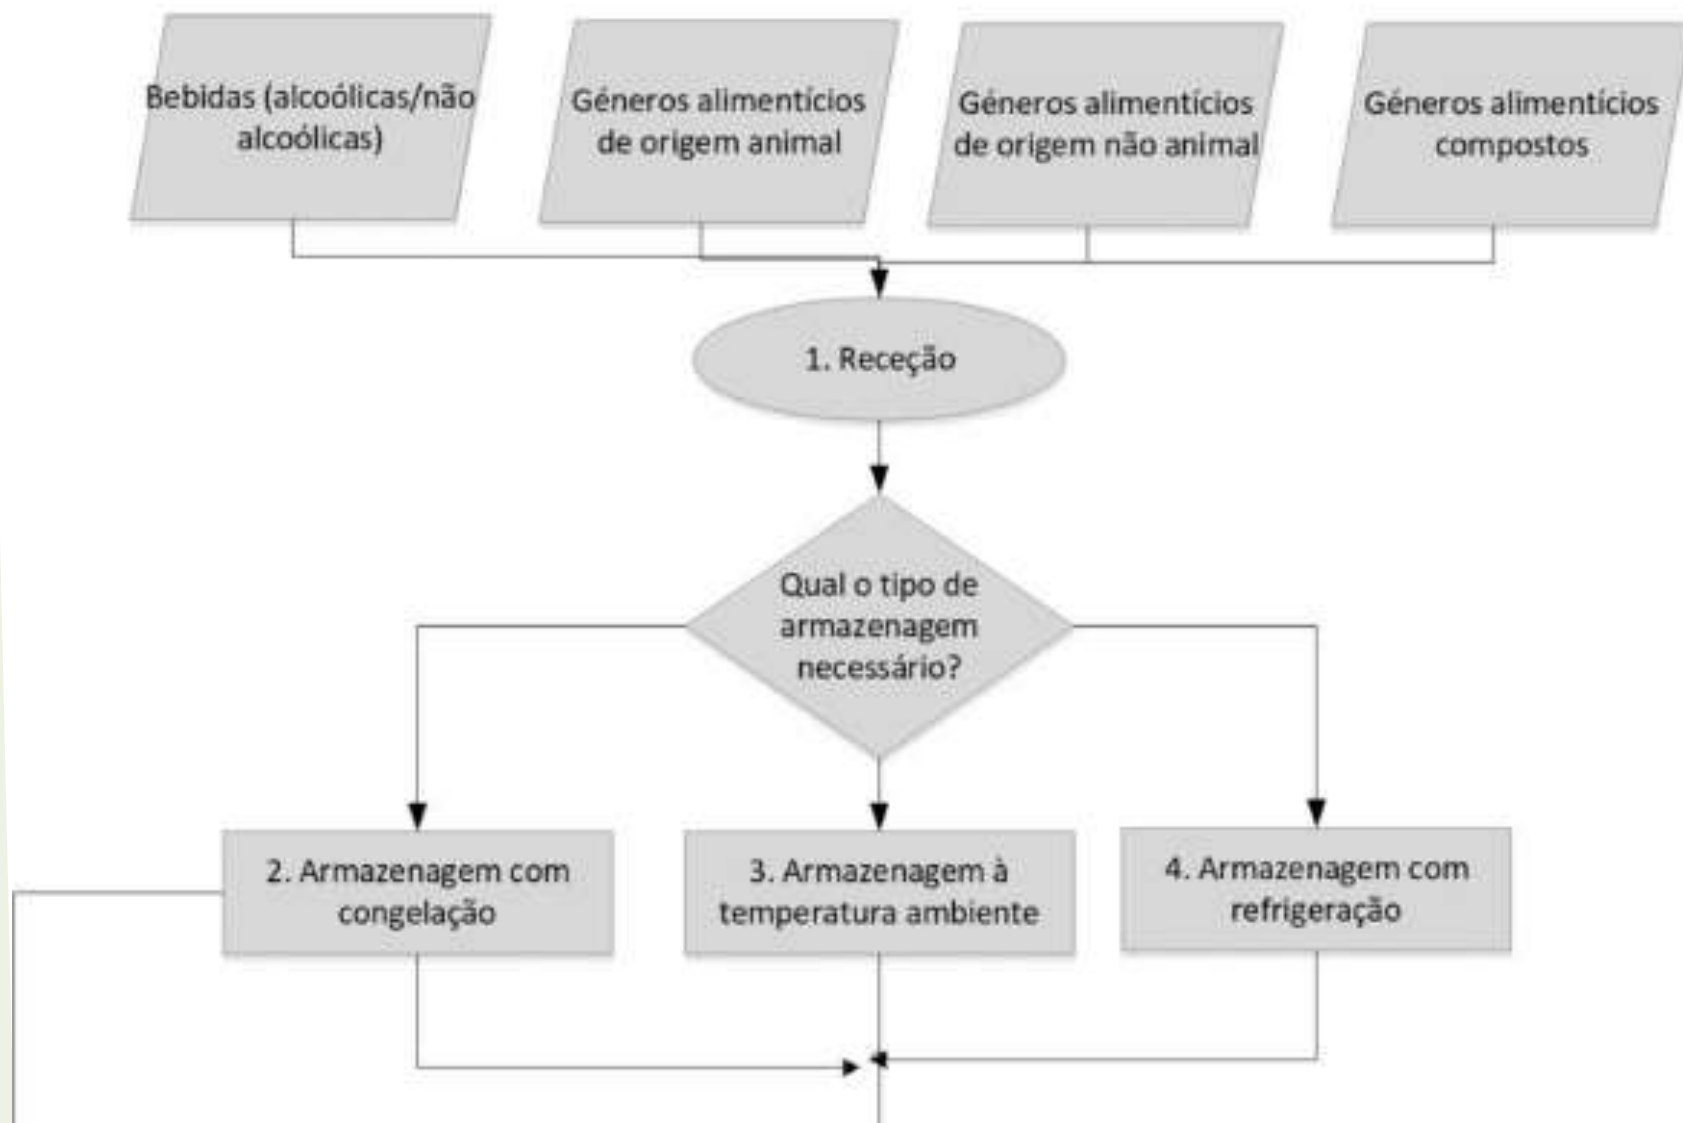 Bebidas (alcoólicas/não
alcoólicas)
Géneros alimentícios
de origem animal
Géneros alimentícios
de origem não animal
Géneros alimentícios
compostos
1. Receção
Qual o tipo de
armazenagem
necessário?
2. Armazenagem com
congelação
3. Armazenagem à
temperatura ambiente
4. Armazenagem com
refrigeração